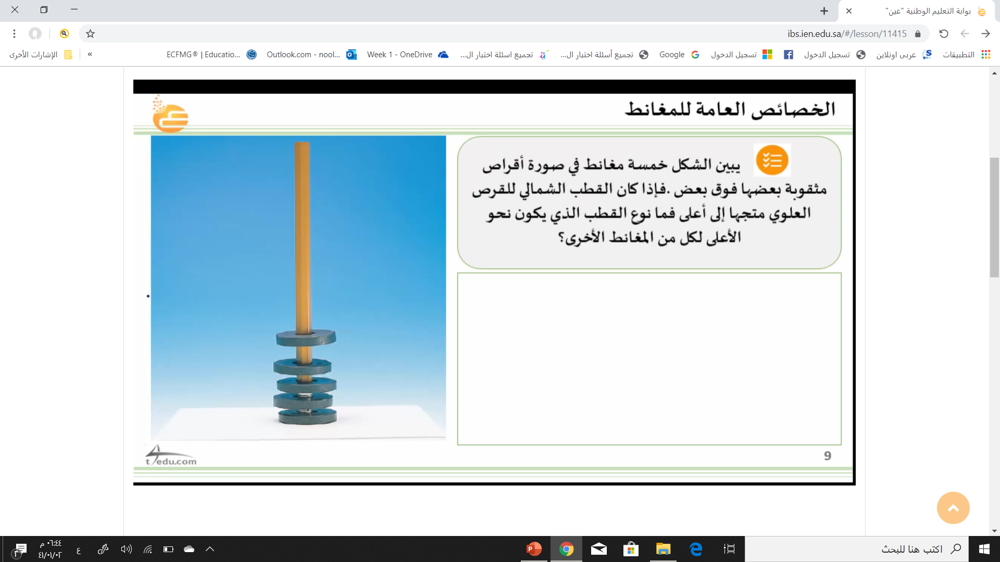 بوابة التعليم الوطنية "عين"
ibs.ien.edu.sa/#/lesson/11415
التطبيقات
عربى اونلاين
تسجيل الدخول
تسجيل الدخول
Google
تجميع أسئلة اختبار ال...
تجميع اسئلة اختبار ال...
Week 1 - OneDrive
Outlook.com - nool...
ECFMG® | Educatio...
»
الإشارات الأخرى
الخصائص العامة للمغانط
يبين الشكل خمسة مغانط في صورة أقراص
مثقوبة بعضها فوق بعض .فإذا كان القطب الشمالي للقرص
العلوي متجها إلى أعلى فما نوع القطب الذي يكون نحو
الأعلى لكل من المغانط الأخرى؟
t4edu.com
9
اكتب هنا للبحث
ع
٠٦:٤٤ م
٤١/٠١/٠٢